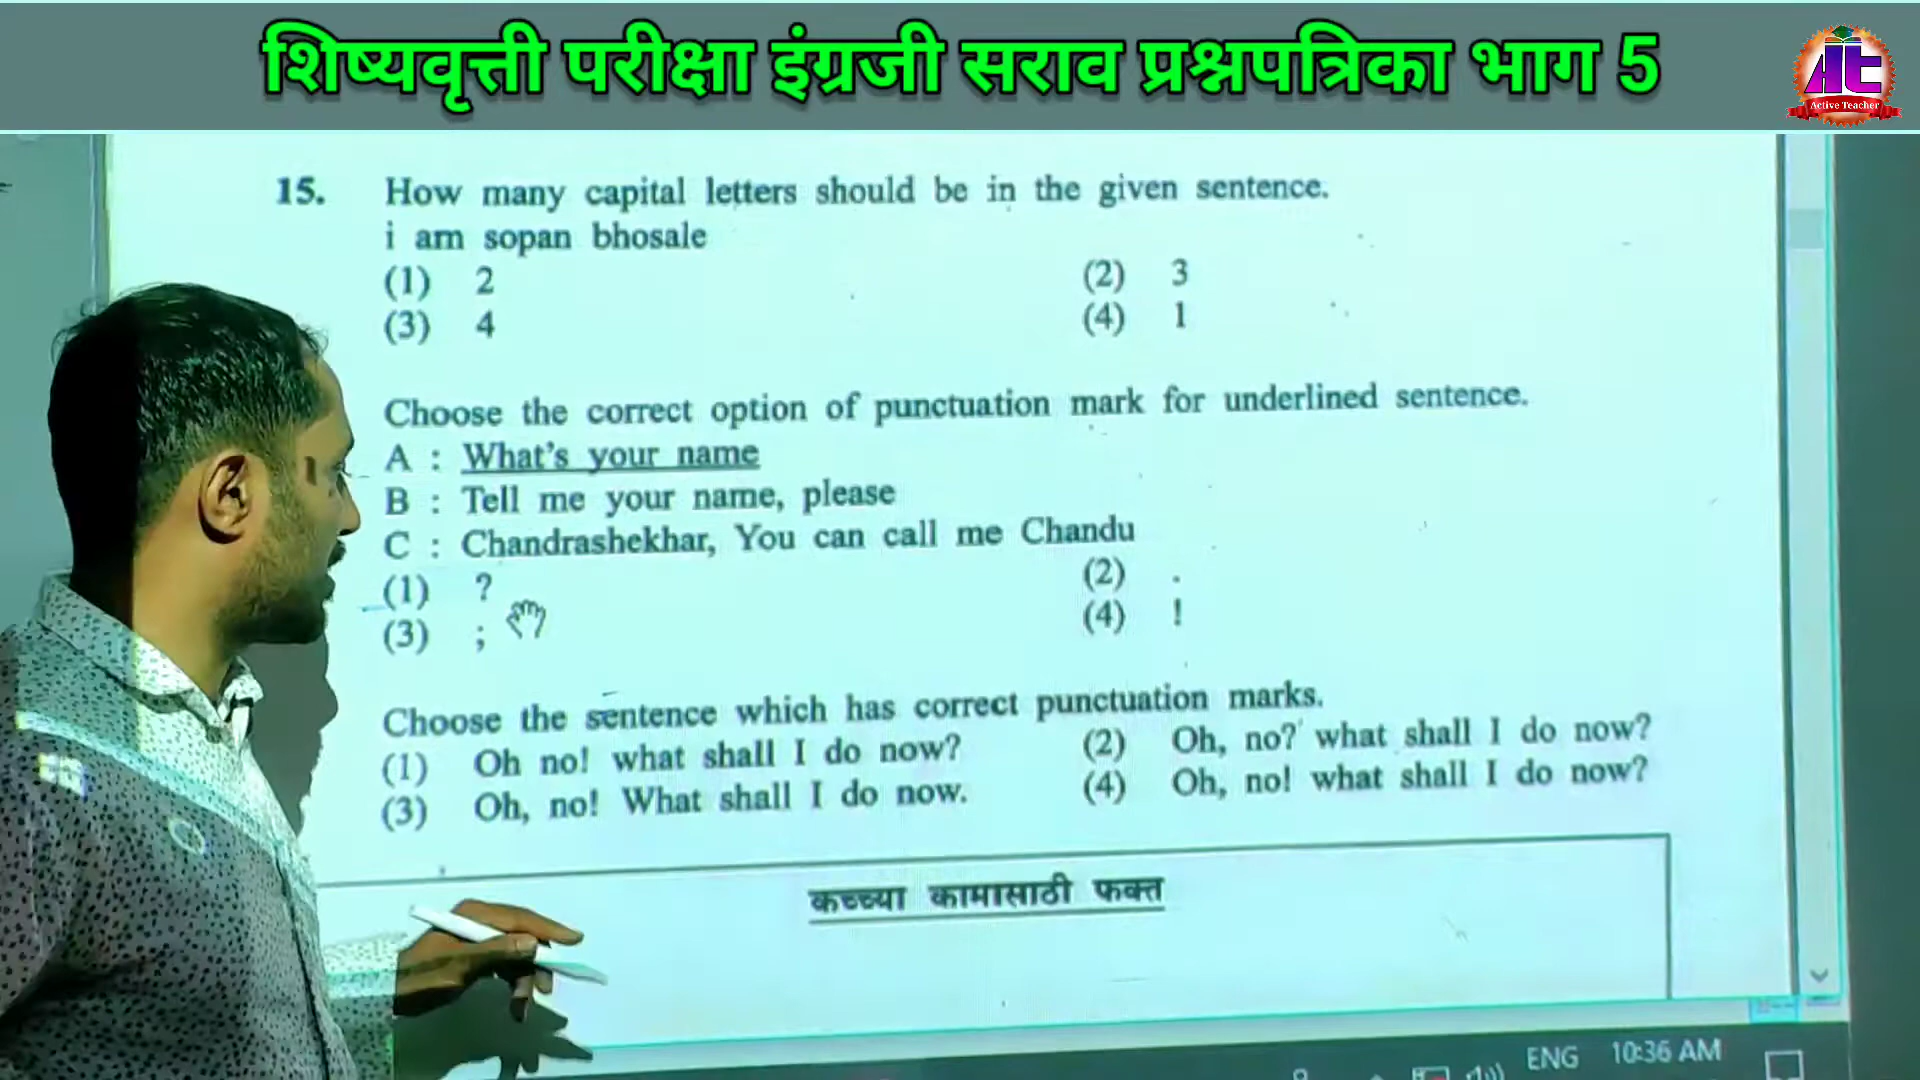 शिष्यवृत्ती परीक्षा इंग्रजी सराव प्रश्नपत्रिका भाग 5
AT
Active Teacher
15. How many capital letters should be in the given sentence.
i am sopan bhosale
(1) 2 (2) 3
(3) 4 (4) 1
Choose the correct option of punctuation mark for underlined sentence.
A : What's your name
B : Tell me your name, please
C : Chandrashekhar, You can call me Chandu
(1) ? (2) .
(3) ; (4) !
Choose the sentence which has correct punctuation marks.
(1) Oh no! what shall I do now? (2) Oh, no? what shall I do now?
(3) Oh, no! What shall I do now. (4) Oh, no! what shall I do now?
कच्च्या कामासाठी फक्त
ENG 10:36 AM